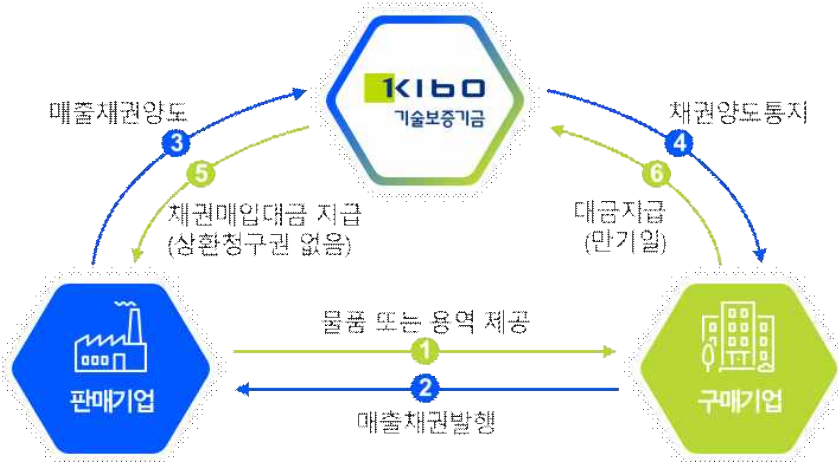 KIBO
기술보증기금
매출채권양도
3
채권양도통지
4
5
채권매입대금 지급
(상환청구권 없음)
6
대금지급
(만기일)
물품 또는 용역 제공
1
2
매출채권발행
판매기업
구매기업